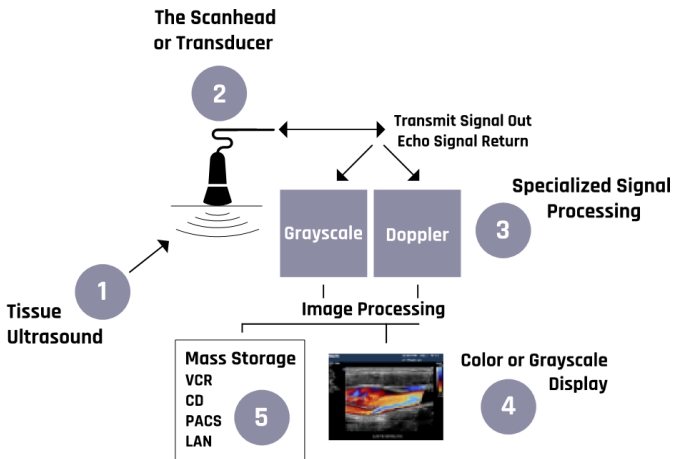 The Scanhead
or Transducer
2
Transmit Signal Out
Echo Signal Return
Specialized Signal
Processing
3
Grayscale
Doppler
1
Tissue
Ultrasound
Image Processing
Mass Storage
VCR
CD
PACS
LAN
5
Color or Grayscale
Display
4